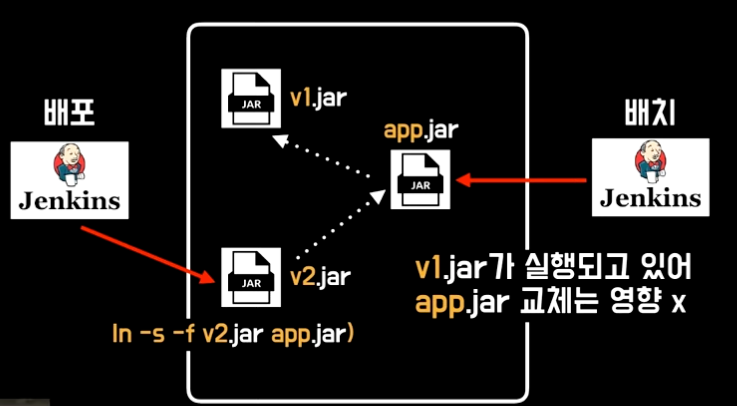 배포
Jenkins
JAR
v1.jar
app.jar
JAR
배치
Jenkins
JAR
v2.jar
ln -s -f v2.jar app.jar)
v1.jar가 실행되고 있어
app.jar 교체는 영향 x